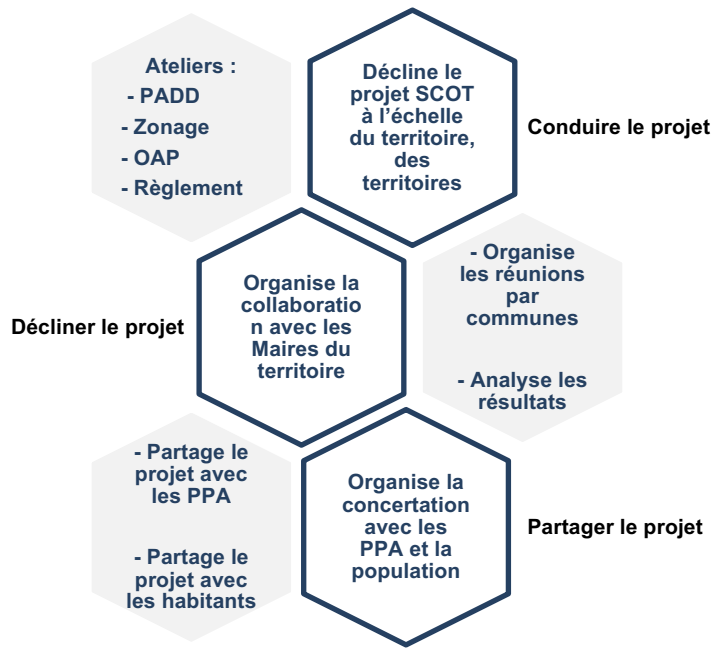 Ateliers :
- PADD
- Zonage
- OAP
- Règlement
Décline le
projet SCOT
à l’échelle
du territoire,
des
territoires
Conduire le projet
Décliner le projet
Organise la
collaboratio
n avec les
Maires du
territoire
- Organise
les réunions
par
communes
- Analyse les
résultats
- Partage le
projet avec
les PPA
- Partage le
projet avec
les habitants
Organise la
concertation
avec les
PPA et la
population
Partager le projet